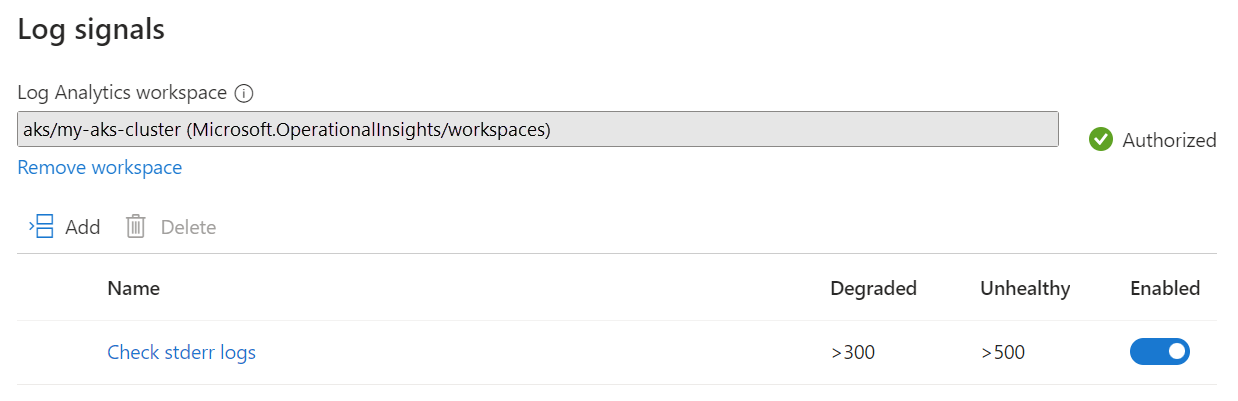 Log signals
Log Analytics workspace
aks/my-aks-cluster (Microsoft.OperationalInsights/workspaces)
Authorized
Remove workspace
Add Delete
Name Degraded Unhealthy Enabled
Check stderr logs >300 >500